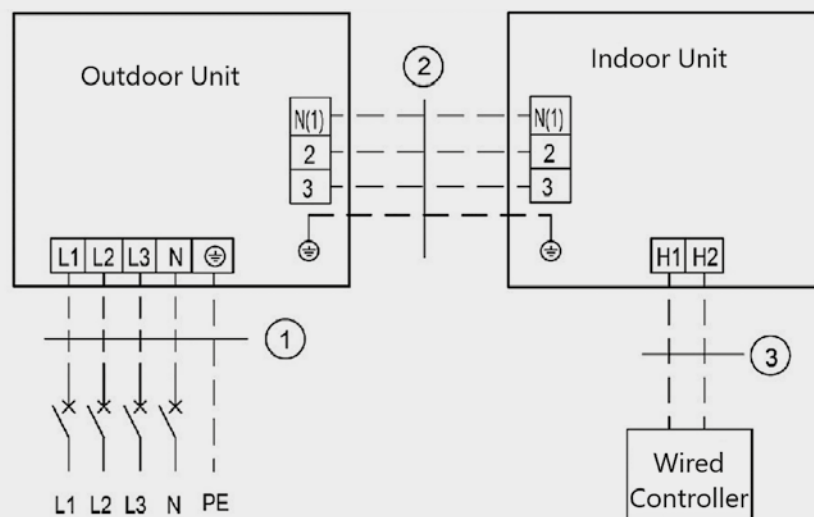 Outdoor Unit
Indoor Unit
2
N(1)
2
3
N(1)
2
3
L1 L2 L3 N
H1 H2
1
3
L1 L2 L3 N PE
Wired
Controller